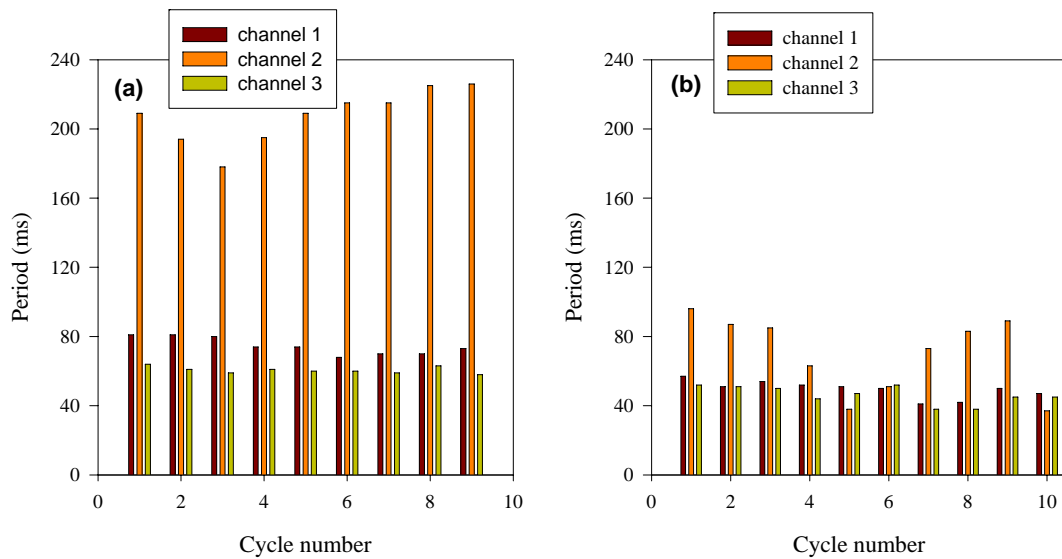 channel 1
channel 2
channel 3
(a)
240
200
160
120
80
40
0
Period (ms)
0 2 4 6 8 10
Cycle number
channel 1
channel 2
channel 3
(b)
240
200
160
120
80
40
0
Period (ms)
0 2 4 6 8 10
Cycle number